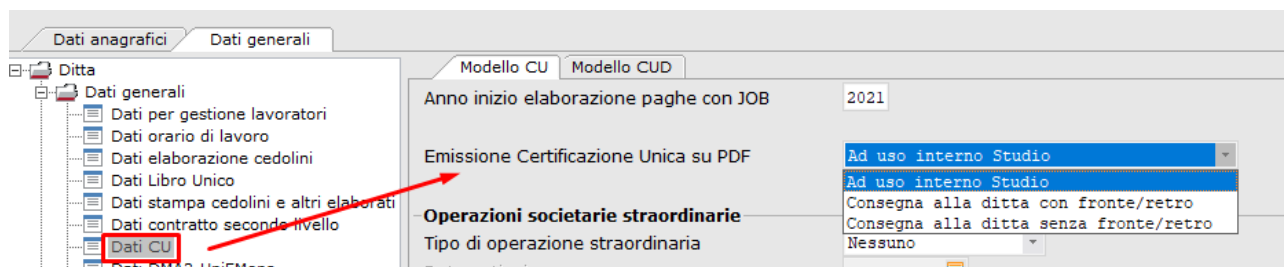 Dati anagrafici Dati generali
Ditta
Dati generali
Dati per gestione lavoratori
Dati orario di lavoro
Dati elaborazione cedolini
Dati Libro Unico
Dati stampa cedolini e altri elaborati
Dati contratto secondo livello
Dati CU
Modello CU Modello CUD
Anno inizio elaborazione paghe con JOB 2021
Emissione Certificazione Unica su PDF Ad uso interno Studio
Ad uso interno Studio
Consegna alla ditta con fronte/retro
Consegna alla ditta senza fronte/retro
Operazioni societarie straordinarie
Tipo di operazione straordinaria Nessuno